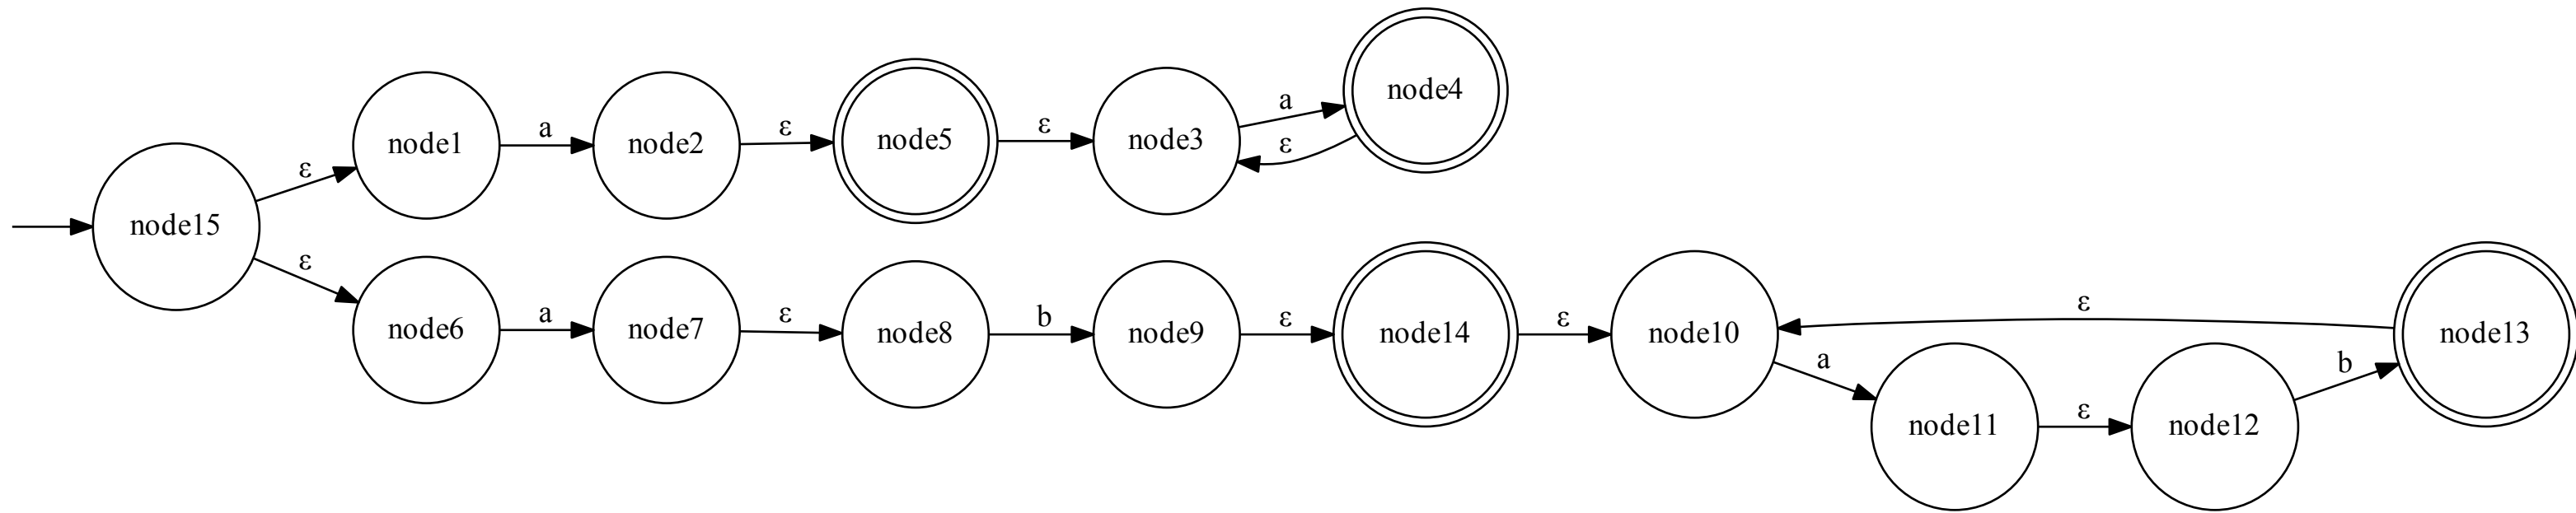 node15
ε
ε
node1
a
node2
ε
node5
ε
node3
a
ε
node4
node6
a
node7
ε
node8
b
node9
ε
node14
ε
node10
a
node11
ε
node12
b
node13
ε